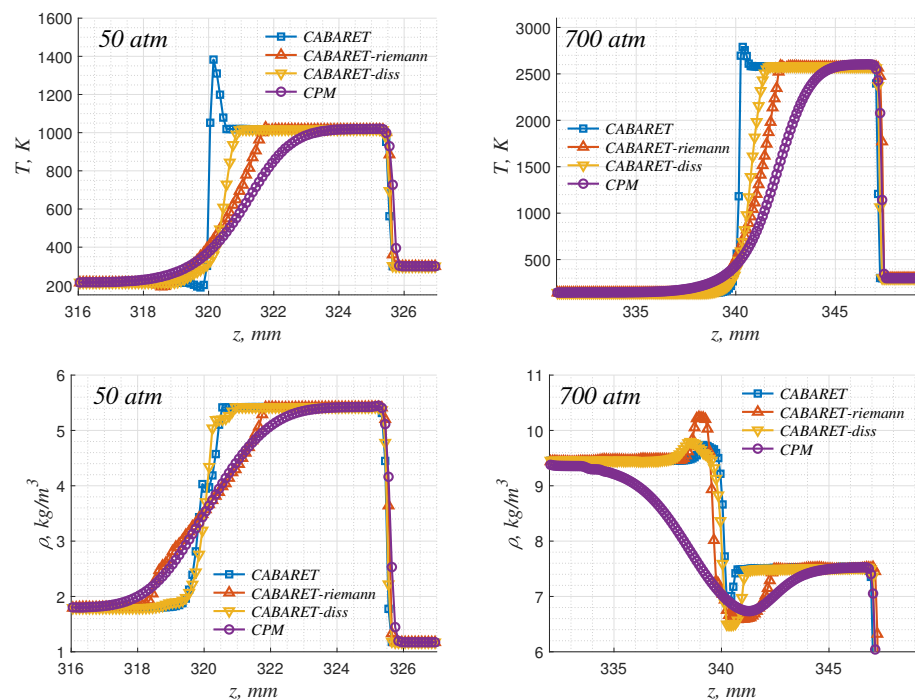 50 atm
CABARET
CABARET-riemann
CABARET-diss
CPM
T, K
1600
1400
1200
1000
800
600
400
200
316 318 320 322 324 326
z, mm
700 atm
CABARET
CABARET-riemann
CABARET-diss
CPM
T, K
3000
2500
2000
1500
1000
500
335 340 345
z, mm
50 atm
CABARET
CABARET-riemann
CABARET-diss
CPM
ρ, kg/m³
6
5
4
3
2
1
316 318 320 322 324 326
z, mm
700 atm
CABARET
CABARET-riemann
CABARET-diss
CPM
ρ, kg/m³
11
10
9
8
7
6
335 340 345
z, mm